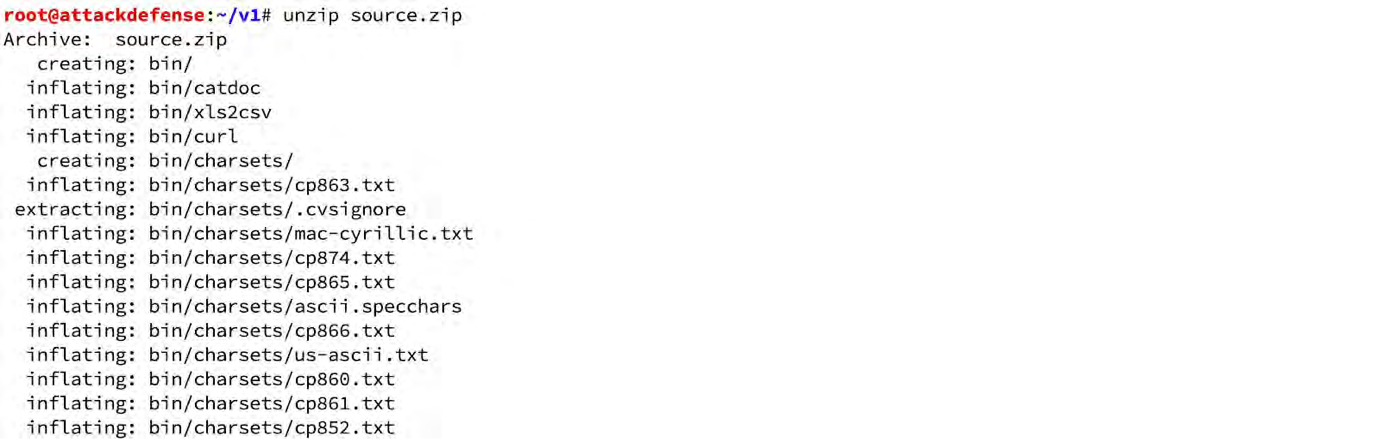 root@attackdefense:~/v1# unzip source.zip
Archive:  source.zip
   creating: bin/
  inflating: bin/catdoc
  inflating: bin/xls2csv
  inflating: bin/curl
   creating: bin/charsets/
  inflating: bin/charsets/cp863.txt
 extracting: bin/charsets/.cvsignore
  inflating: bin/charsets/mac-cyrillic.txt
  inflating: bin/charsets/cp874.txt
  inflating: bin/charsets/cp865.txt
  inflating: bin/charsets/ascii.specchars
  inflating: bin/charsets/cp866.txt
  inflating: bin/charsets/us-ascii.txt
  inflating: bin/charsets/cp860.txt
  inflating: bin/charsets/cp861.txt
  inflating: bin/charsets/cp852.txt